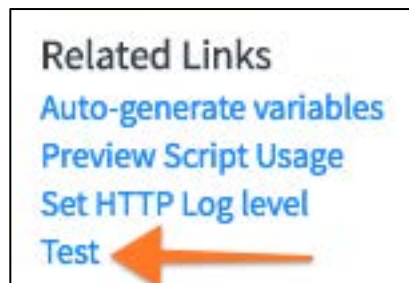 Related Links
Auto-generate variables
Preview Script Usage
Set HTTP Log level
Test